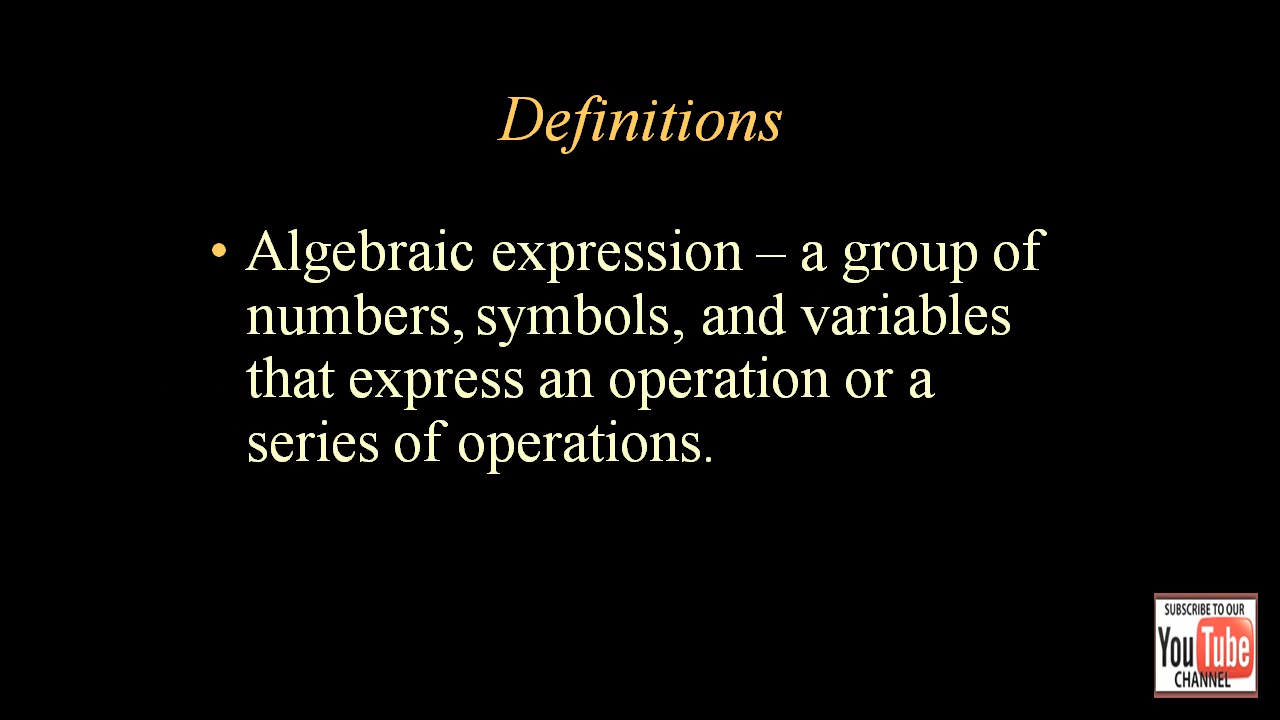 Definitions
• Algebraic expression – a group of
numbers, symbols, and variables
that express an operation or a
series of operations.
SUBSCRIBE TO OUR
YouTube
CHANNEL